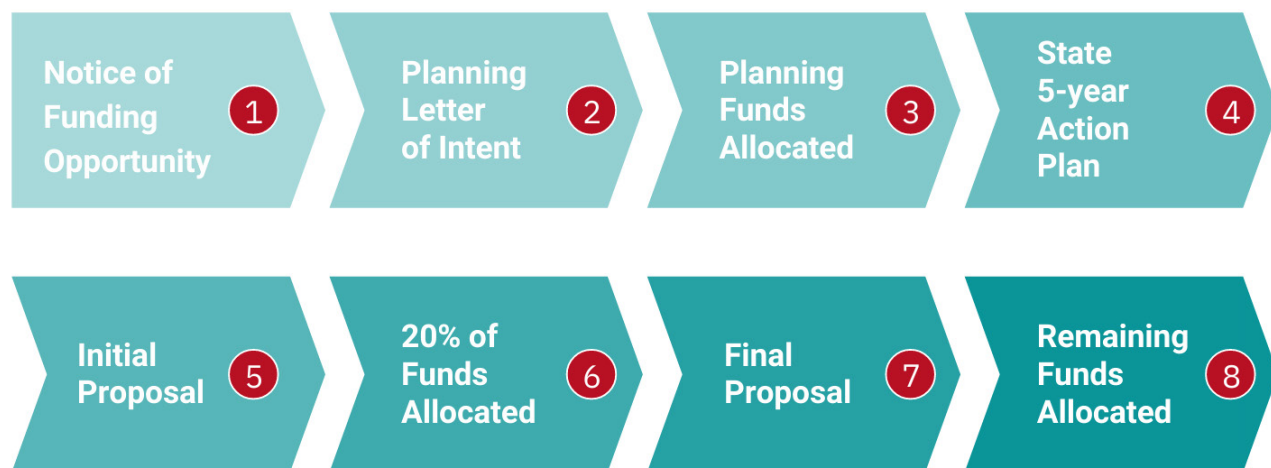 Notice of
Funding
Opportunity
1
Planning
Letter
of Intent
2
Planning
Funds
Allocated
3
State
5-year
Action
Plan
4
Initial
Proposal
5
20% of
Funds
Allocated
6
Final
Proposal
7
Remaining
Funds
Allocated
8